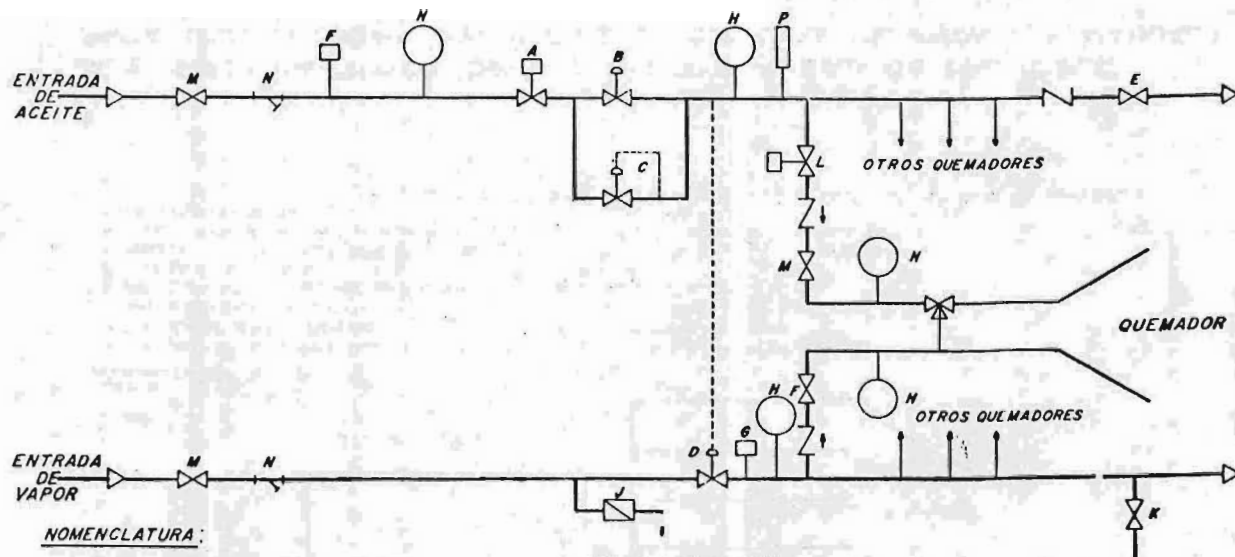 F
H
A
B
H
P
ENTRADA
DE
ACEITE
M
N
E
C
L
OTROS QUEMADORES
M
H
QUEMADOR
F
H
H
OTROS QUEMADORES
G
D
ENTRADA
DE
VAPOR
M
N
J
K
NOMENCLATURA: